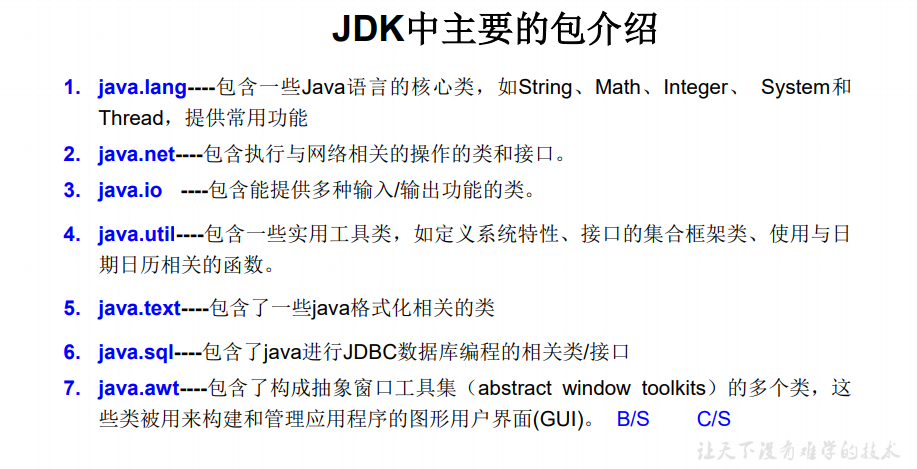 JDK中主要的包介绍
1. java.lang----包含一些Java语言的核心类，如String、Math、Integer、 System和
Thread，提供常用功能
2. java.net----包含执行与网络相关的操作的类和接口。
3. java.io ----包含能提供多种输入/输出功能的类。
4. java.util----包含一些实用工具类，如定义系统特性、接口的集合框架类、使用与日
期日历相关的函数。
5. java.text----包含了一些java格式化相关的类
6. java.sql----包含了java进行JDBC数据库编程的相关类/接口
7. java.awt----包含了构成抽象窗口工具集（abstract window toolkits）的多个类，这
些类被用来构建和管理应用程序的图形用户界面(GUI)。 B/S C/S
让天下没有难学的技术